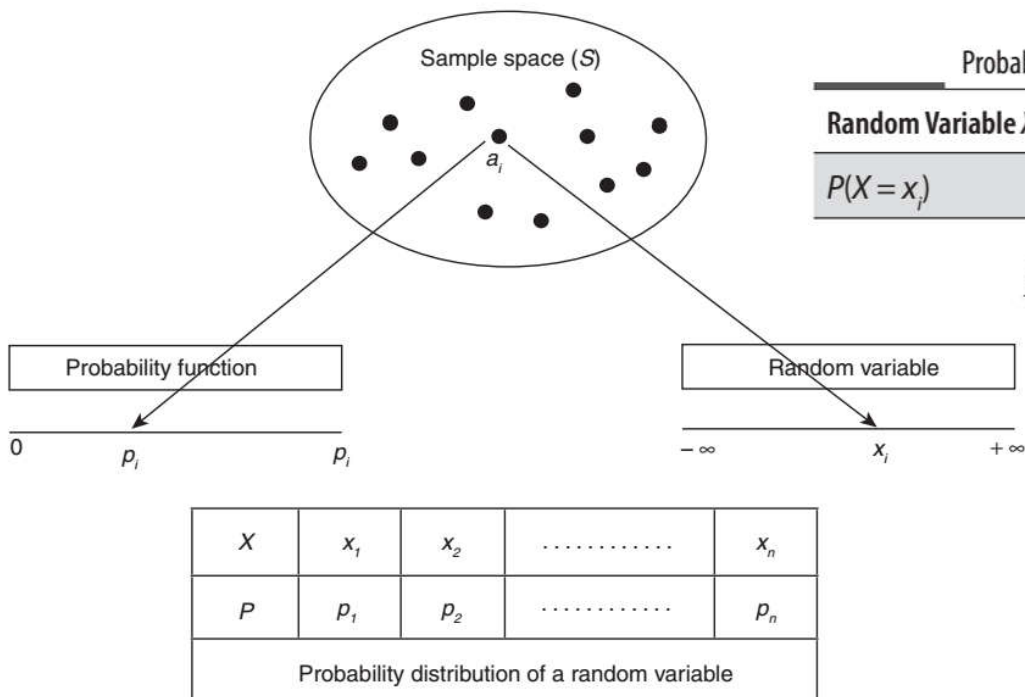 Sample space (S)
a_i
Probability function
0 p_i p_i
Random variable
– ∞ x_i + ∞
X x_1 x_2 ............ x_n
P p_1 p_2 ............ p_n
Probability distribution of a random variable
Random Variable
P(X = x_i)